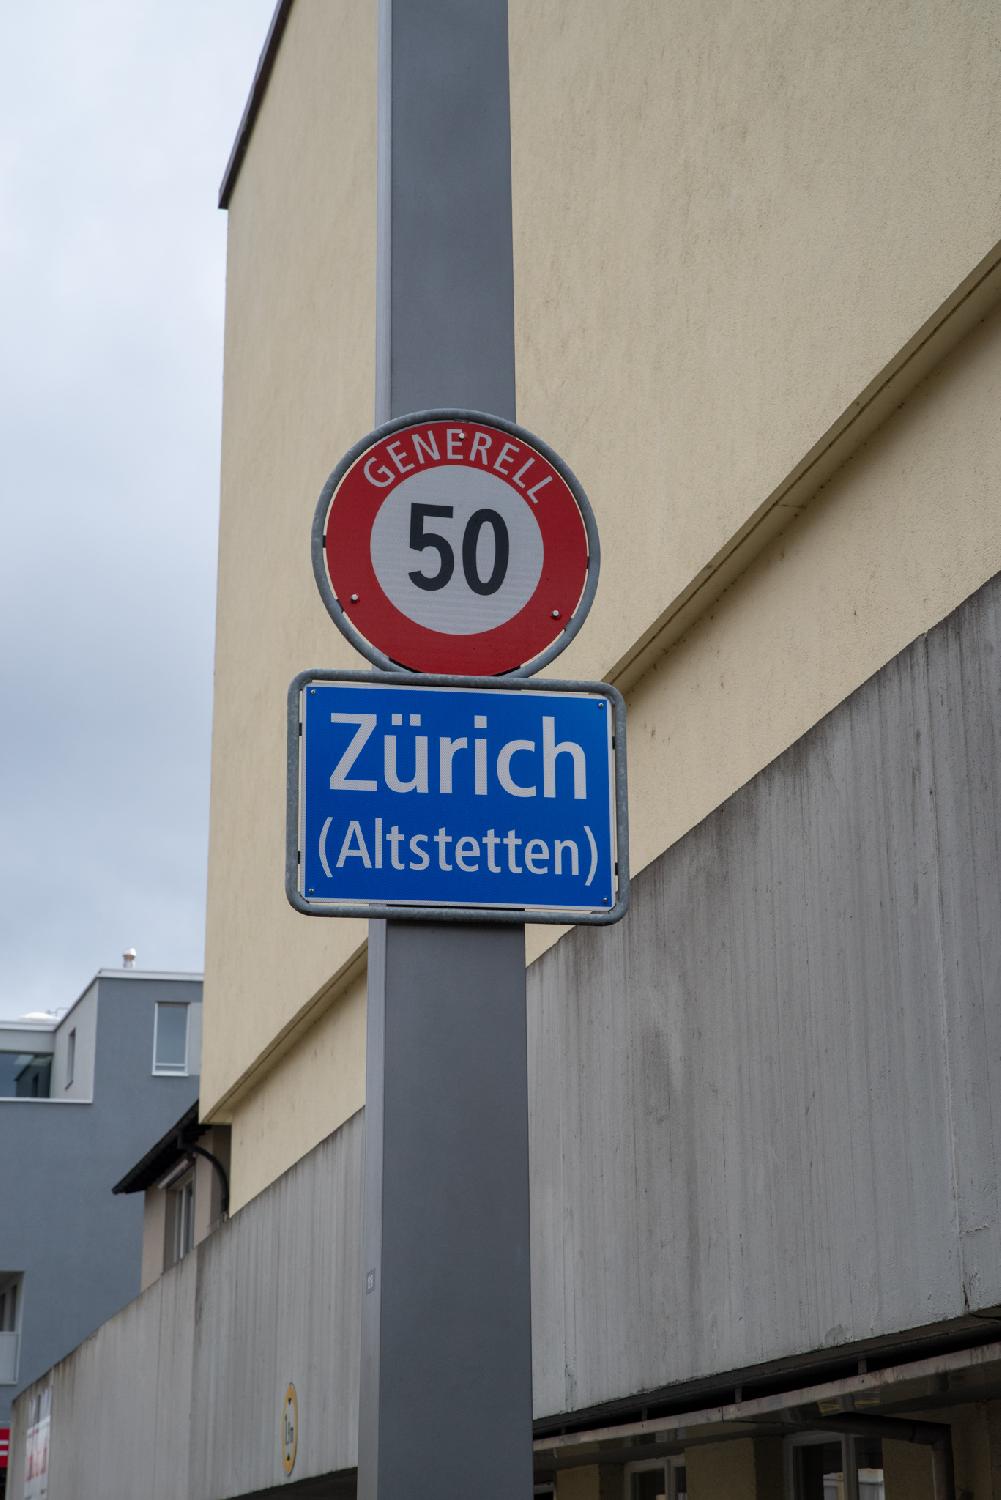 GENERELL
50
Zürich
(Altstetten)